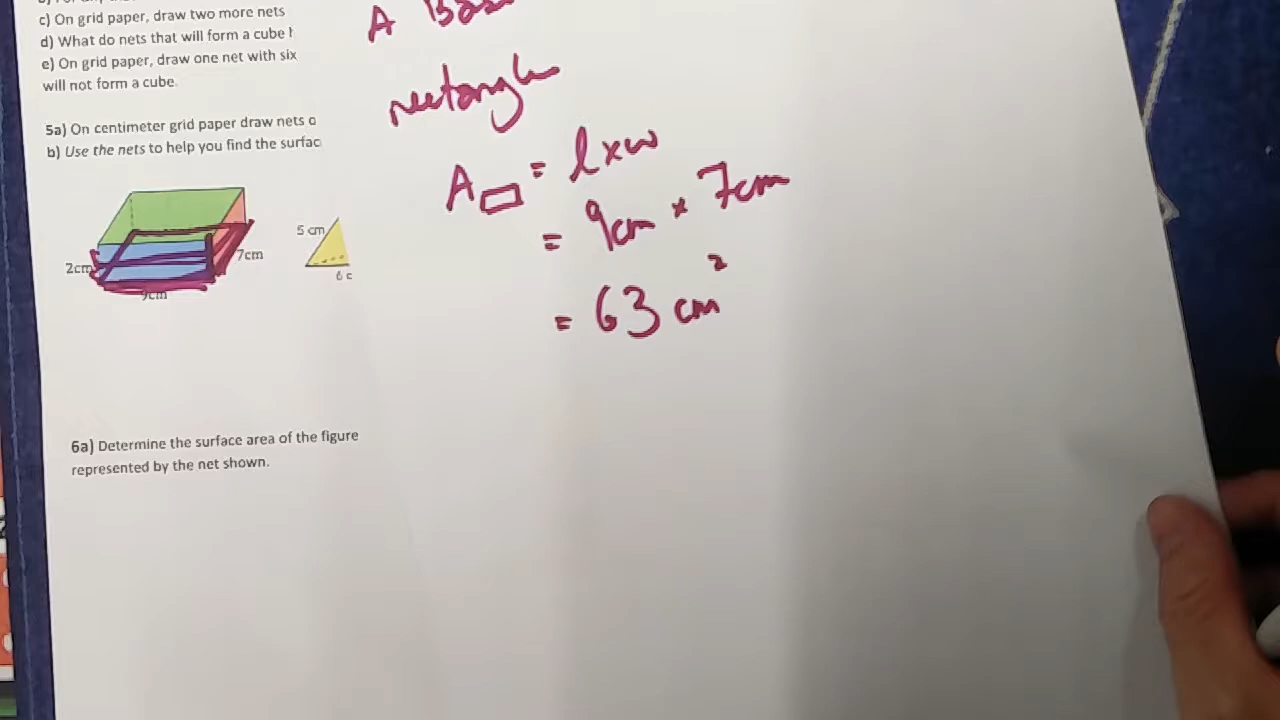 c) On grid paper, draw two more nets
d) What do nets that will form a cube
e) On grid paper, draw one net with six
will not form a cube.
5a) On centimeter grid paper draw nets
b) Use the nets to help you find the surfac
5 cm
2cm
7cm
9cm
6 c
6a) Determine the surface area of the figure
represented by the net shown.
A
rectangle
A▭ = l × w
= 9cm × 7cm
= 63 cm²